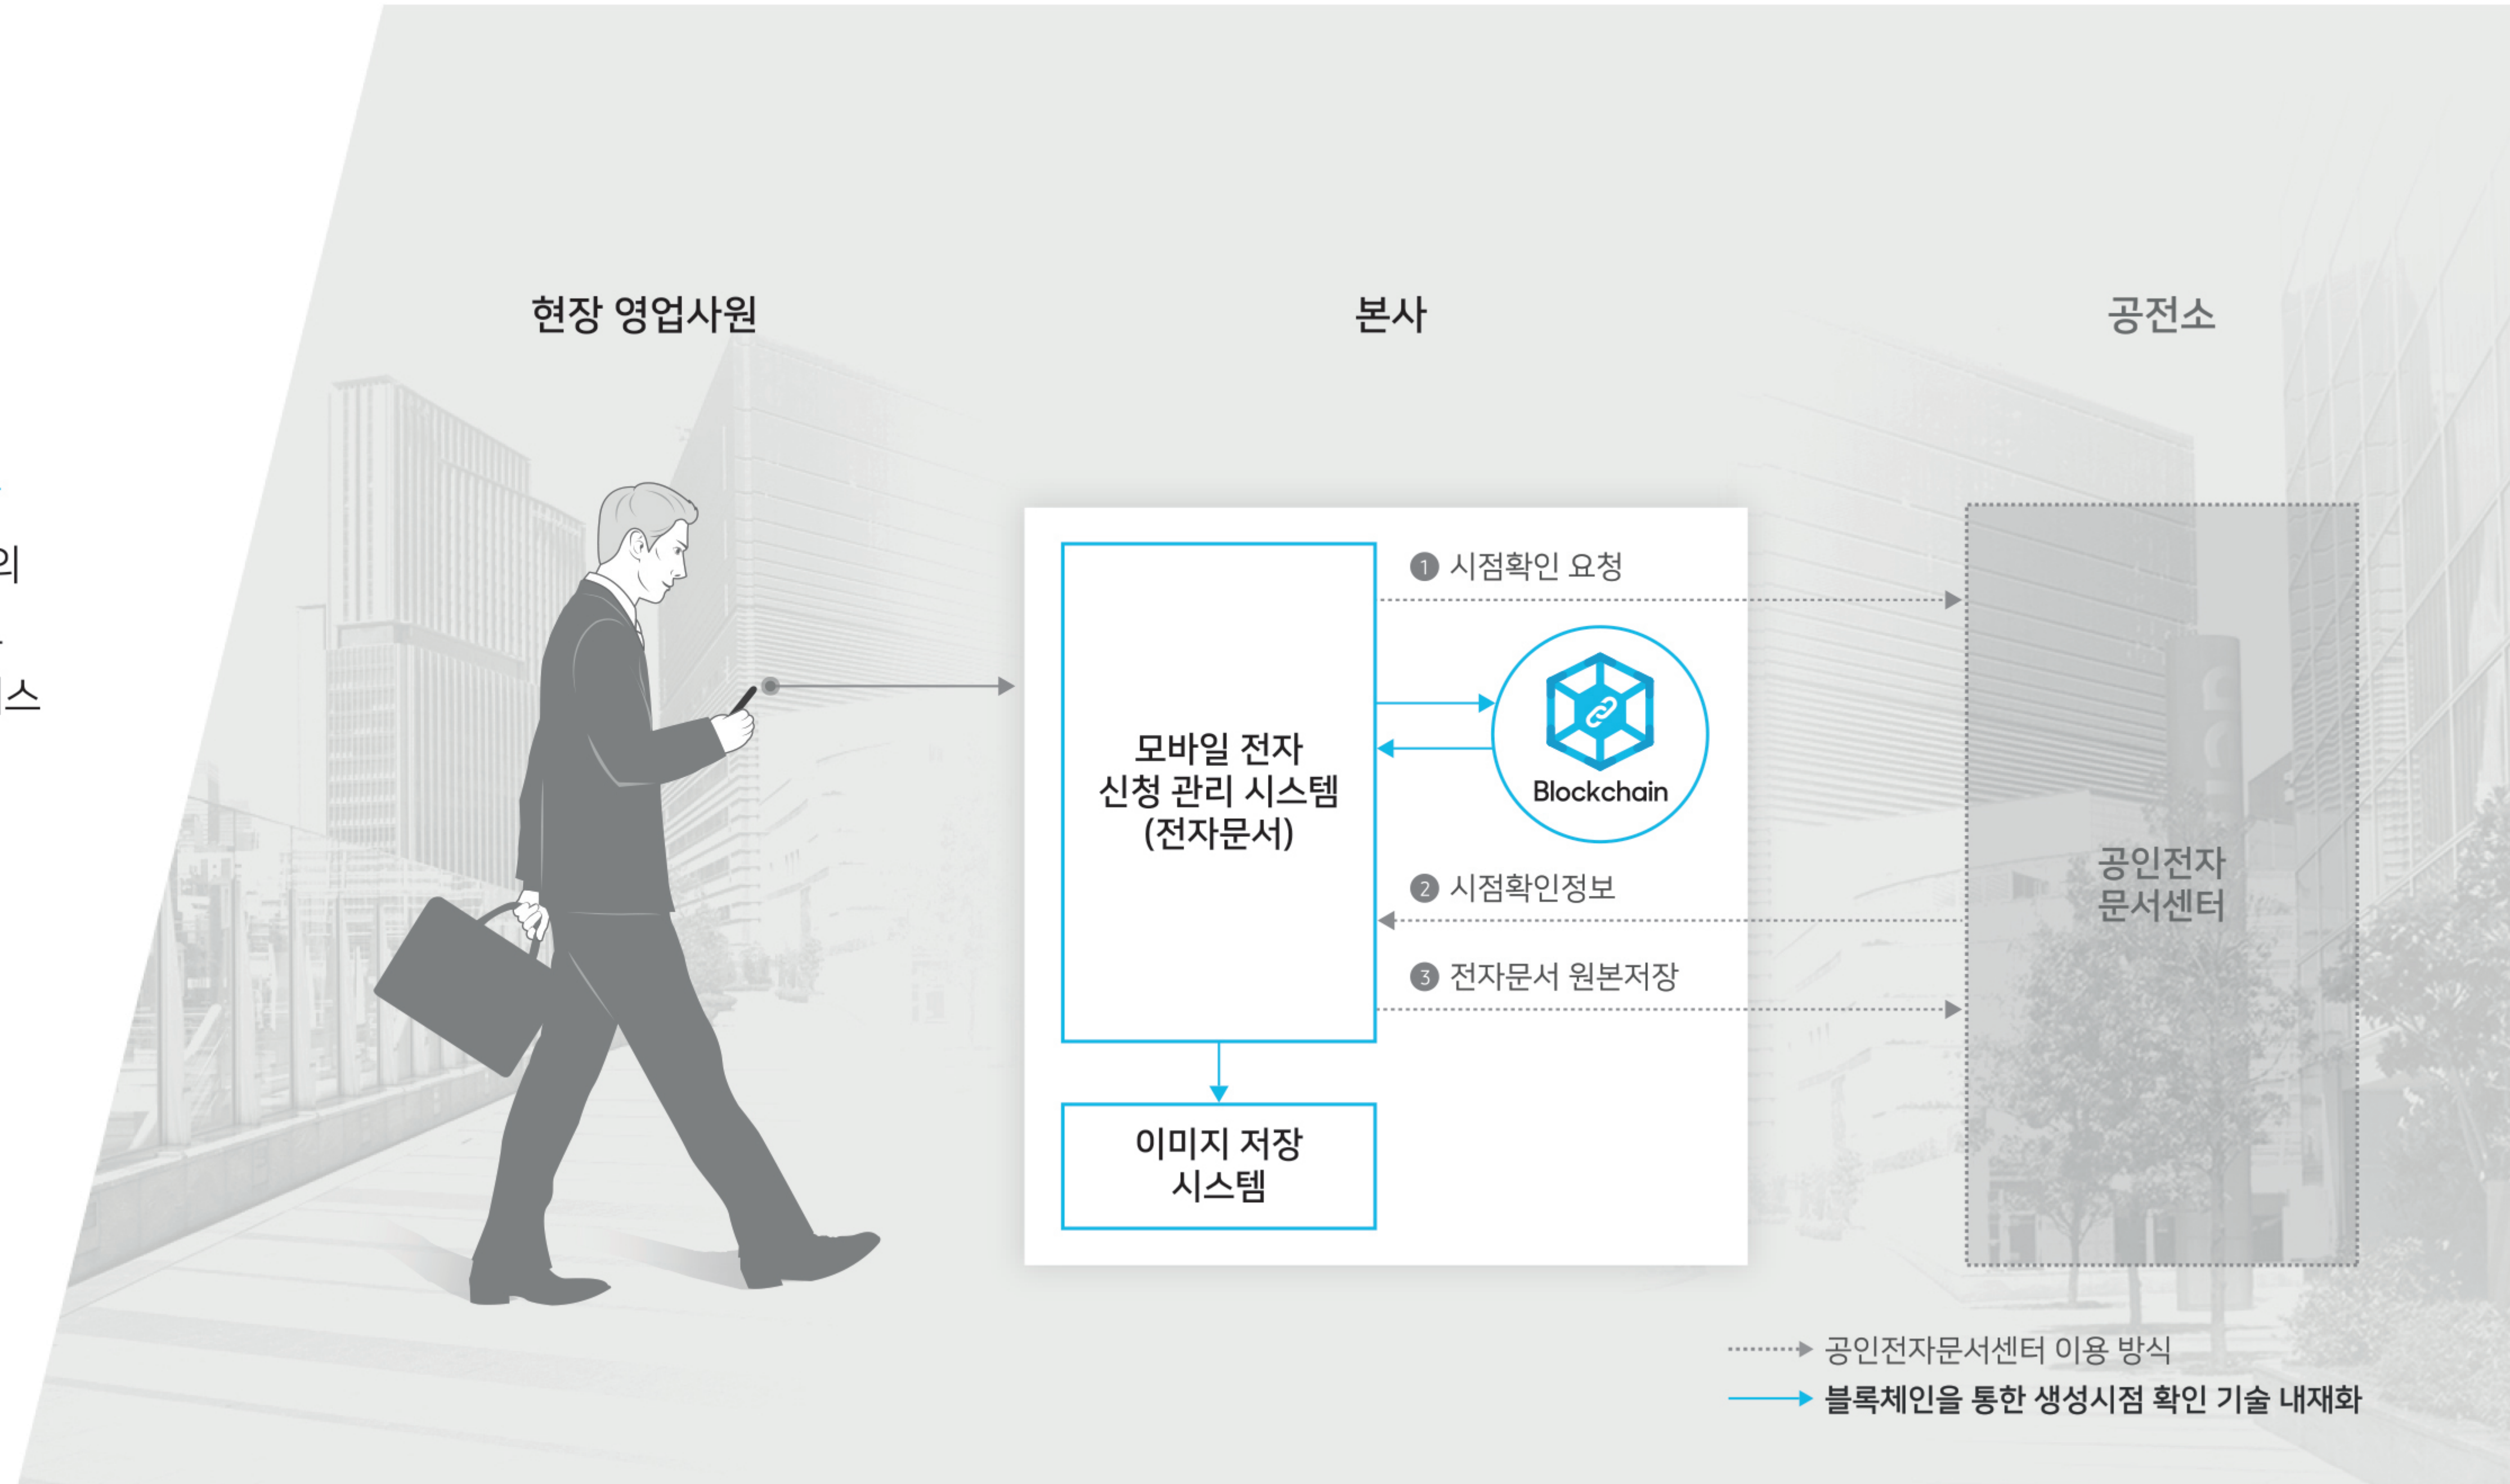 현장 영업사원
본사
공전소
의
스
모바일 전자
신청 관리 시스템
(전자문서)
1 시점확인 요청
Blockchain
2 시점확인정보
3 전자문서 원본저장
이미지 저장
시스템
공인전자
문서센터
공인전자문서센터 이용 방식
블록체인을 통한 생성시점 확인 기술 내재화